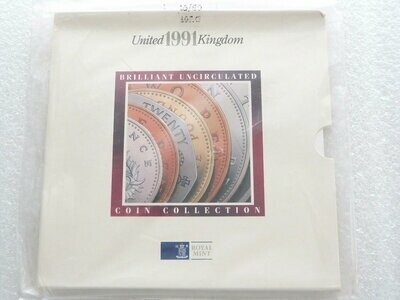 United 1991 Kingdom
BRILLIANT UNCIRCULATED
TWENTY
COIN COLLECTION
ROYAL
MINT